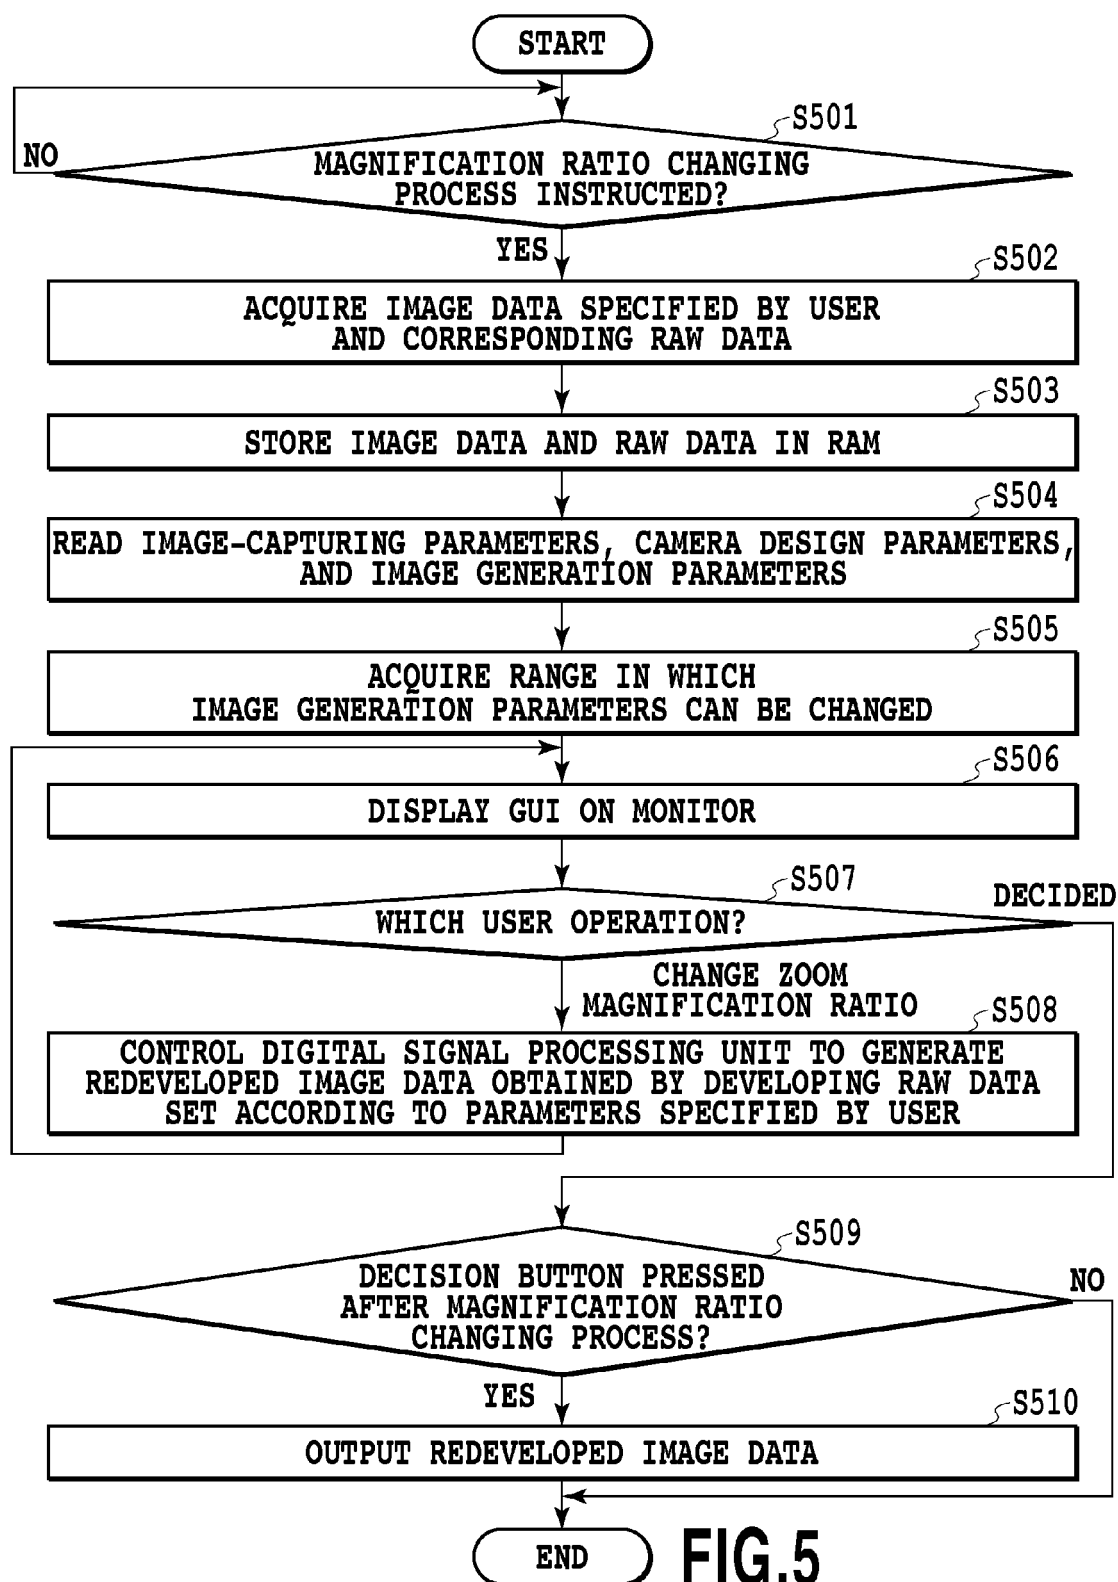 START
S501
NO
MAGNIFICATION RATIO CHANGING
PROCESS INSTRUCTED?
YES
S502
ACQUIRE IMAGE DATA SPECIFIED BY USER
AND CORRESPONDING RAW DATA
S503
STORE IMAGE DATA AND RAW DATA IN RAM
S504
READ IMAGE-CAPTURING PARAMETERS, CAMERA DESIGN PARAMETERS,
AND IMAGE GENERATION PARAMETERS
S505
ACQUIRE RANGE IN WHICH
IMAGE GENERATION PARAMETERS CAN BE CHANGED
S506
DISPLAY GUI ON MONITOR
S507
DECIDED
WHICH USER OPERATION?
CHANGE ZOOM
MAGNIFICATION RATIO
S508
CONTROL DIGITAL SIGNAL PROCESSING UNIT TO GENERATE
REDEVELOPED IMAGE DATA OBTAINED BY DEVELOPING RAW DATA
SET ACCORDING TO PARAMETERS SPECIFIED BY USER
S509
DECISION BUTTON PRESSED
AFTER MAGNIFICATION RATIO
CHANGING PROCESS?
NO
YES
S510
OUTPUT REDEVELOPED IMAGE DATA
END
FIG.5